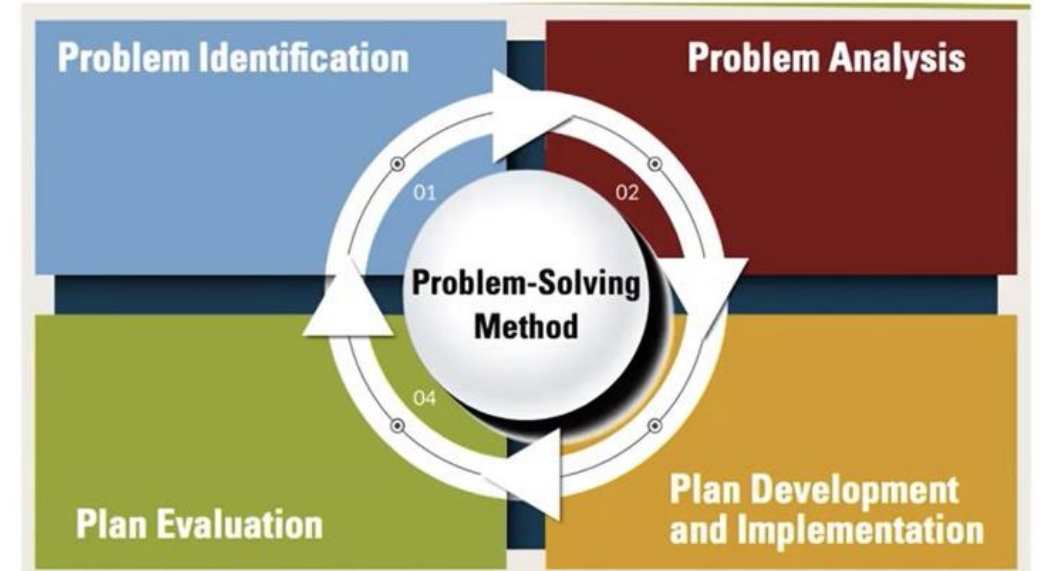 Problem Identification
Problem Analysis
01
02
Problem-Solving
Method
04
Plan Evaluation
Plan Development
and Implementation